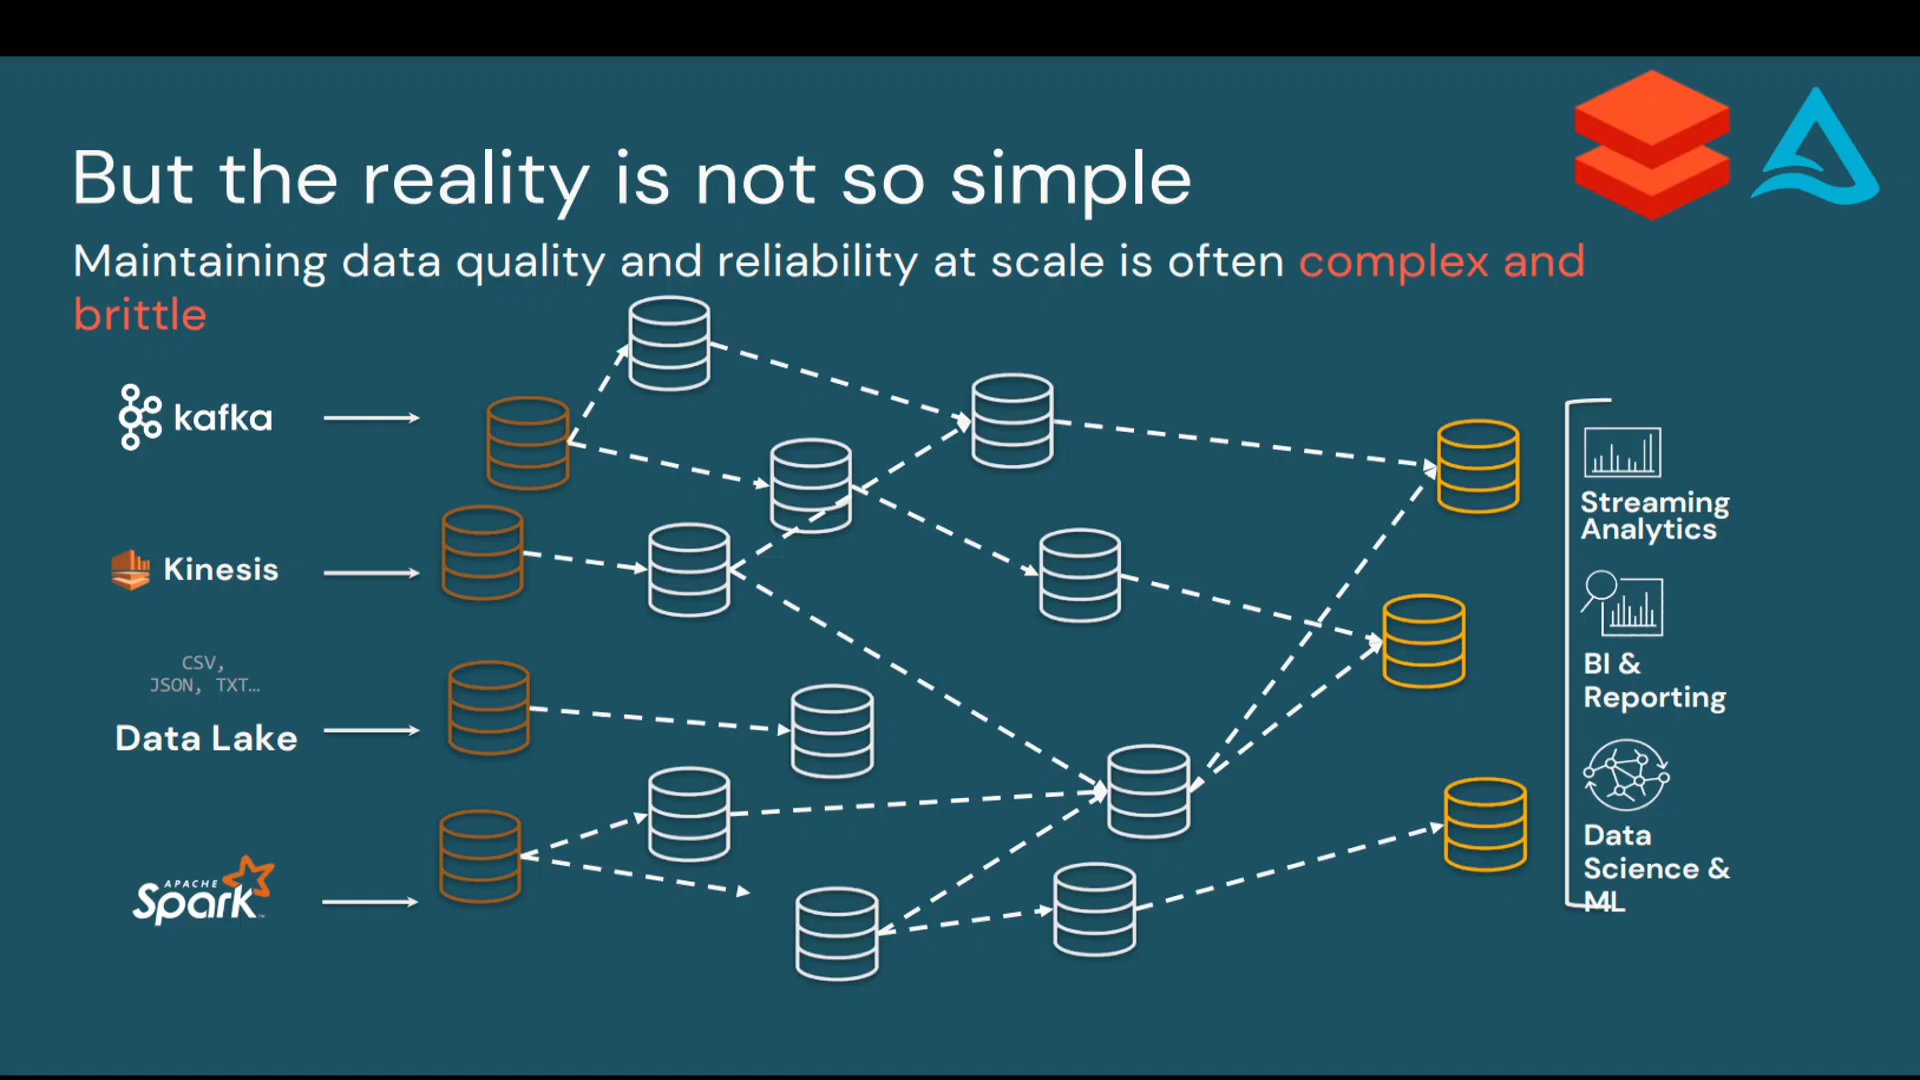 But the reality is not so simple
Maintaining data quality and reliability at scale is often complex and
brittle
kafka
Kinesis
CSV,
JSON, TXT…
Data Lake
APACHE
Spark™
Streaming
Analytics
BI &
Reporting
Data
Science &
ML